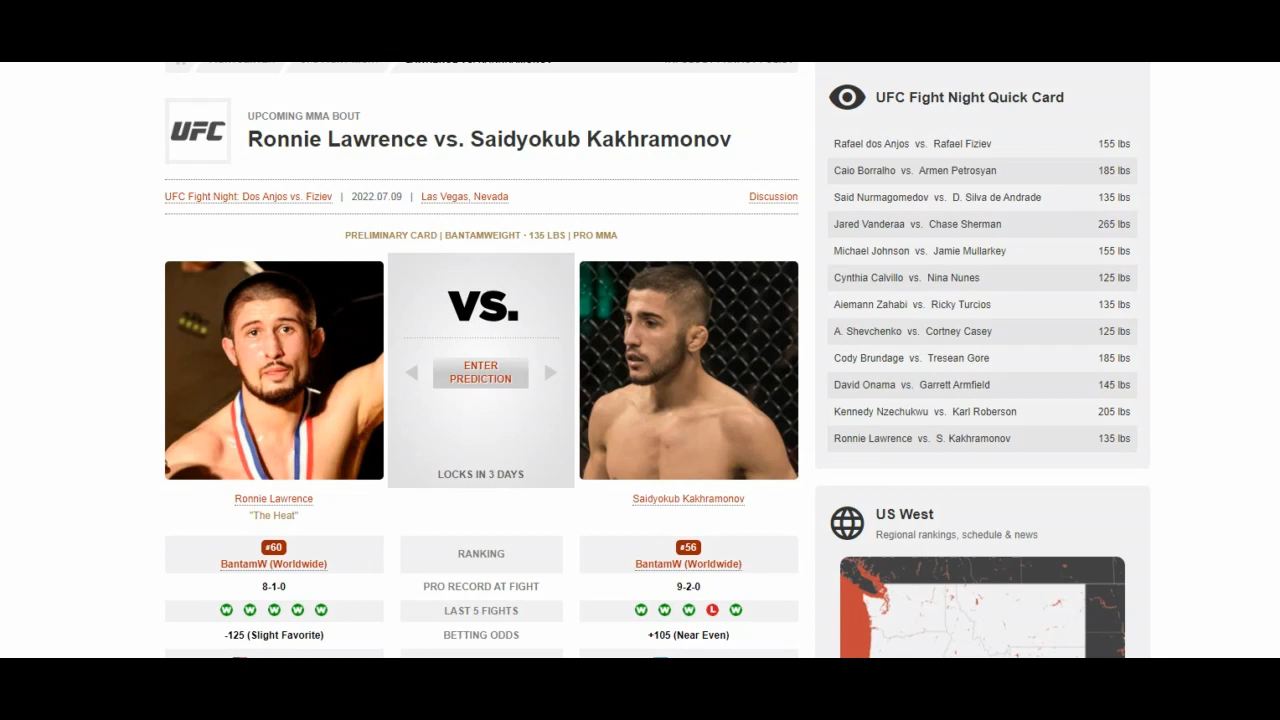 UFC
UPCOMING MMA BOUT
Ronnie Lawrence vs. Saidyokub Kakhramonov
UFC Fight Night: Dos Anjos vs. Fiziev | 2022.07.09 | Las Vegas, Nevada Discussion
PRELIMINARY CARD | BANTAMWEIGHT · 135 LBS | PRO MMA
VS.
ENTER
PREDICTION
LOCKS IN 3 DAYS
Ronnie Lawrence Saidyokub Kakhramonov
"The Heat"
#60 RANKING #56
BantamW (Worldwide) BantamW (Worldwide)
8-1-0 PRO RECORD AT FIGHT 9-2-0
W W W W W LAST 5 FIGHTS W W W L W
-125 (Slight Favorite) BETTING ODDS +105 (Near Even)
UFC Fight Night Quick Card
Rafael dos Anjos vs. Rafael Fiziev 155 lbs
Caio Borralho vs. Armen Petrosyan 185 lbs
Said Nurmagomedov vs. D. Silva de Andrade 135 lbs
Jared Vanderaa vs. Chase Sherman 265 lbs
Michael Johnson vs. Jamie Mullarkey 155 lbs
Cynthia Calvillo vs. Nina Nunes 125 lbs
Aiemann Zahabi vs. Ricky Turcios 135 lbs
A. Shevchenko vs. Cortney Casey 125 lbs
Cody Brundage vs. Tresean Gore 185 lbs
David Onama vs. Garrett Armfield 145 lbs
Kennedy Nzechukwu vs. Karl Roberson 205 lbs
Ronnie Lawrence vs. S. Kakhramonov 135 lbs
US West
Regional rankings, schedule & news